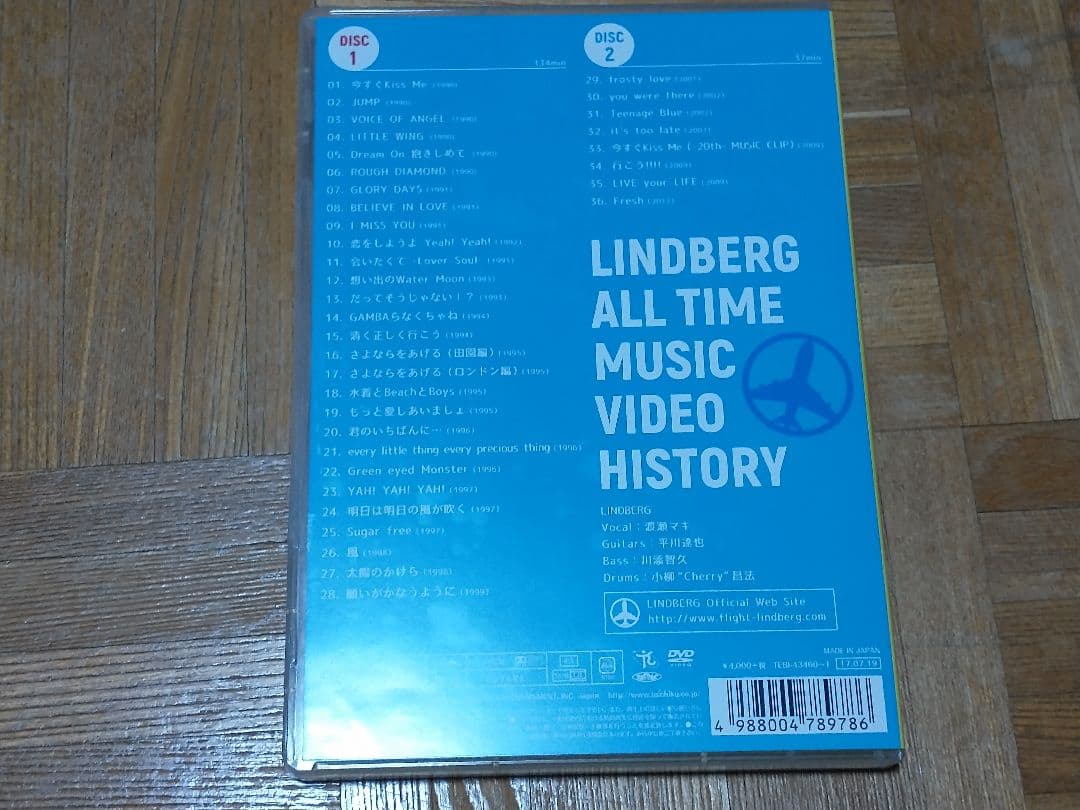 DISC 1
134min
01. 今すぐKiss Me (1990)
02. JUMP (1990)
03. VOICE OF ANGEL (1990)
04. LITTLE WING (1990)
05. Dream On 抱きしめて (1990)
06. ROUGH DIAMOND (1990)
07. GLORY DAYS (1991)
08. BELIEVE IN LOVE (1991)
09. I MISS YOU (1991)
10. 恋をしようよ Yeah! Yeah! (1992)
11. 会いたくて -Lover Soul- (1993)
12. 想い出のWater Moon (1993)
13. だってそうじゃない!? (1993)
14. GAMBAらなくちゃね (1994)
15. 清く正しく行こう (1994)
16. さよならをあげる (田園編) (1995)
17. さよならをあげる (ロンドン編) (1995)
18. 水着とBeachとBoys (1995)
19. もっと愛しあいましょ (1995)
20. 君のいちばんに… (1996)
21. every little thing every precious thing (1996)
22. Green eyed Monster (1996)
23. YAH! YAH! YAH! (1997)
24. 明日は明日の風が吹く (1997)
25. Sugar free (1997)
26. 風 (1998)
27. 太陽のかけら (1998)
28. 願いがかなうように (1999)
DISC 2
37min
29. frosty love (2001)
30. you were there (2002)
31. Teenage Blue (2002)
32. it's too late
33. 今すぐKiss Me (-20th- MUSIC CLIP) (2009)
34. 行こう!!!! (2009)
35. LIVE your LIFE (2009)
36. Fresh
LINDBERG
ALL TIME
MUSIC
VIDEO
HISTORY
LINDBERG
Vocal : 渡瀬マキ
Guitars : 平川達也
Bass : 川添智久
Drums : 小柳 "Cherry" 昌法
LINDBERG Official Web Site
http://www.flight-lindberg.com
MADE IN JAPAN
¥4,000+税 TEBI-43460~1 17.07.19
DVD
VIDEO
http://www.teichiku.co.jp/
4 988004 789786